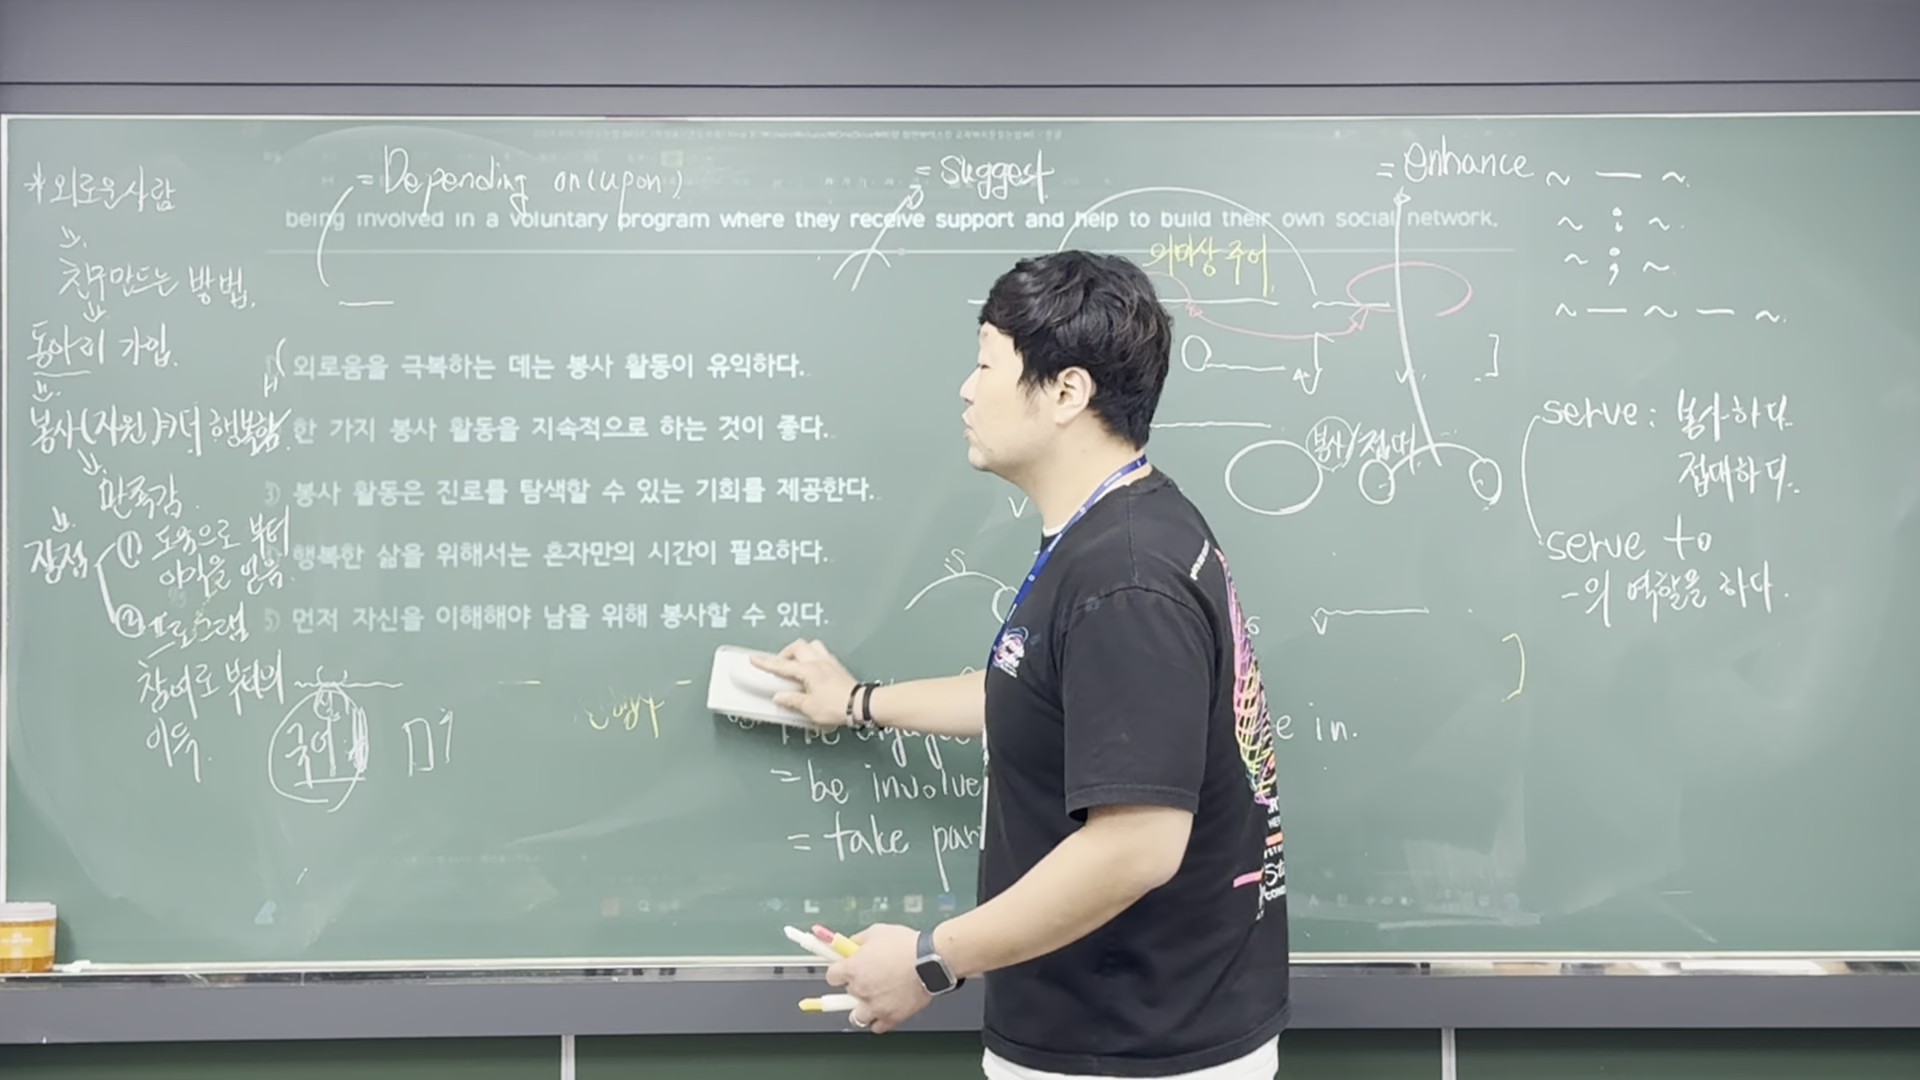 = Depending on(upon)
= suggest
= enhance
~ — ~.
~ : ~.
~ ; ~.
~ — ~ — ~.
being involved in a voluntary program where they receive support and help to build their own social network.
의미상 주어
* 외로운 사람
친구 만드는 방법.
동아리 가입.
봉사(자원) 더 행복함
만족감.
장점
① 도움으로 부터
이익을 얻음.
② 프로그램
참여로 부터의
이득.
외로움을 극복하는 데는 봉사 활동이 유익하다.
한 가지 봉사 활동을 지속적으로 하는 것이 좋다.
③ 봉사 활동은 진로를 탐색할 수 있는 기회를 제공한다.
행복한 삶을 위해서는 혼자만의 시간이 필요하다.
⑤ 먼저 자신을 이해해야 남을 위해 봉사할 수 있다.
봉사/접대
serve: 봉사하다.
접대하다.
serve to
-의 역할을 하다.
S
국어
in.
= be involve
= take par